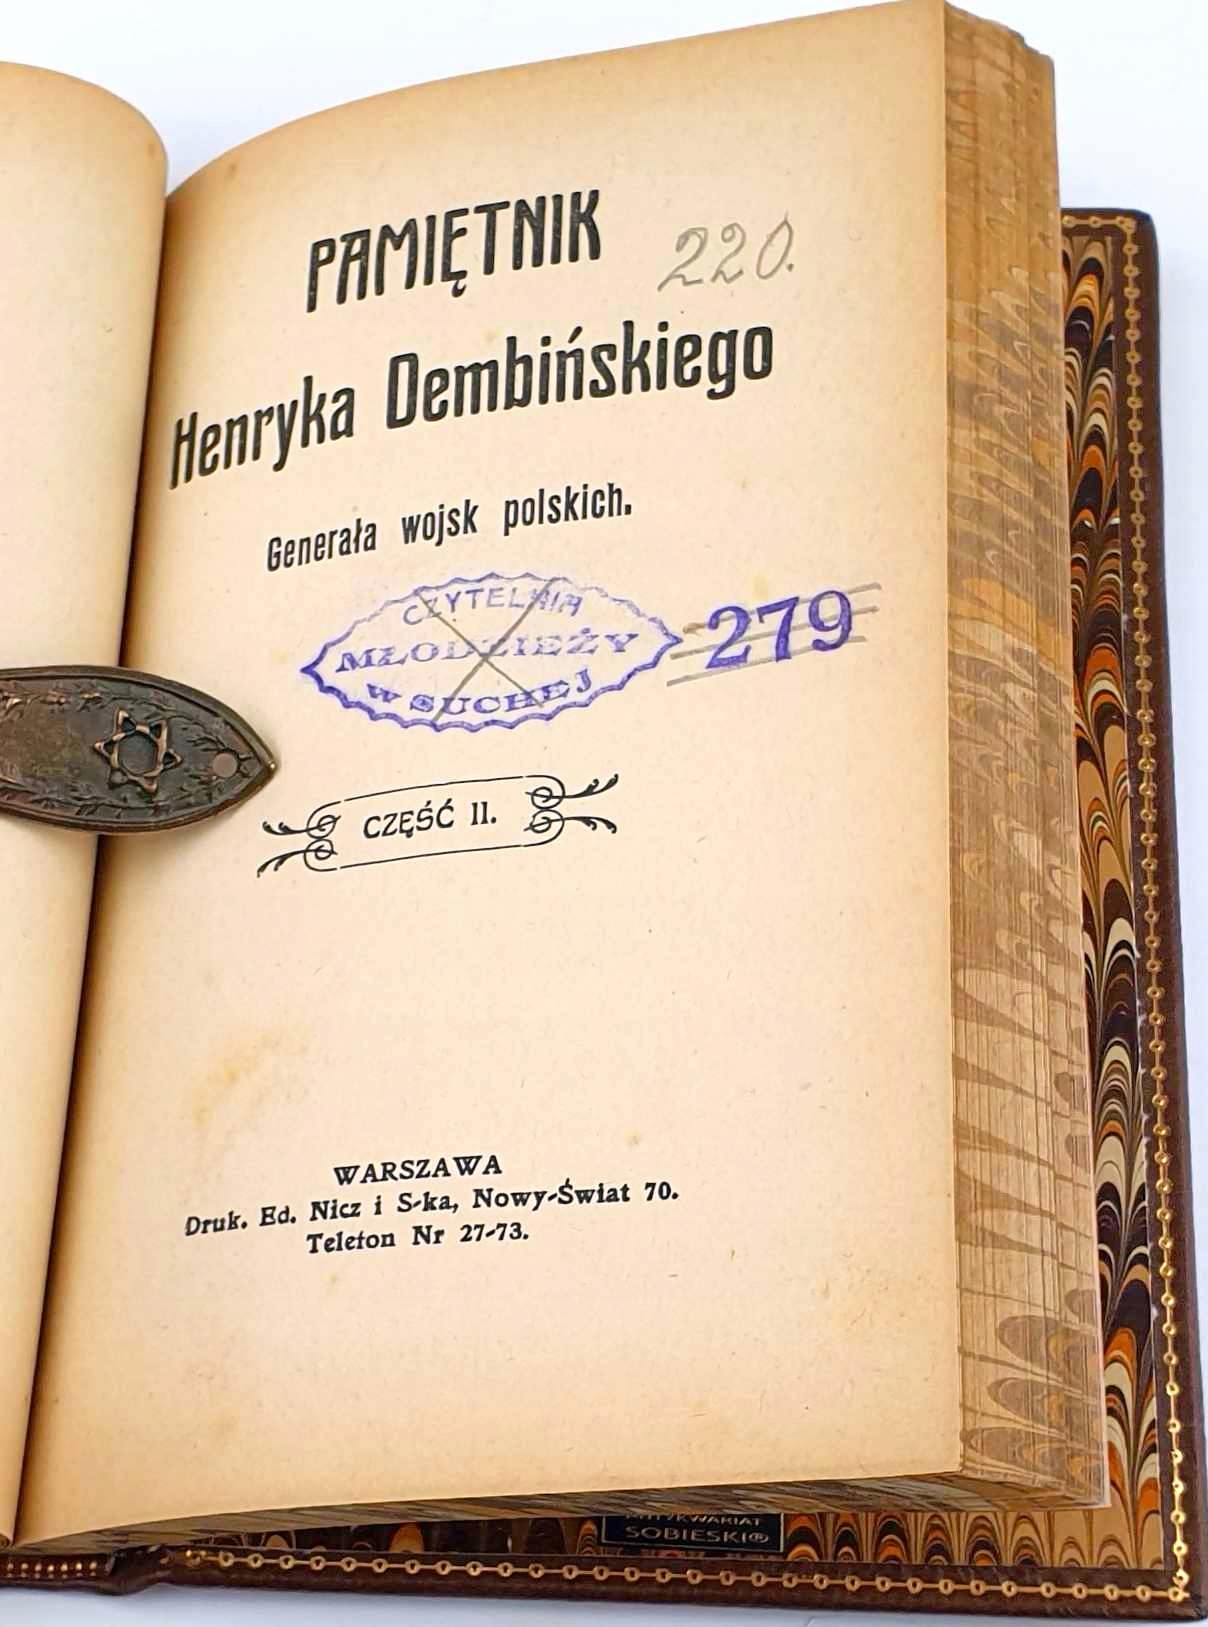 PAMIĘTNIK
220.
Henryka Dembińskiego
Generała wojsk polskich.
CZYTELNIA
MŁODZIEŻY
W SUCHEJ
279
CZĘŚĆ II.
WARSZAWA
Druk. Ed. Nicz i S-ka, Nowy-Świat 70.
Telefon Nr 27-73.
ANTYKWARIAT
SOBIESKI®